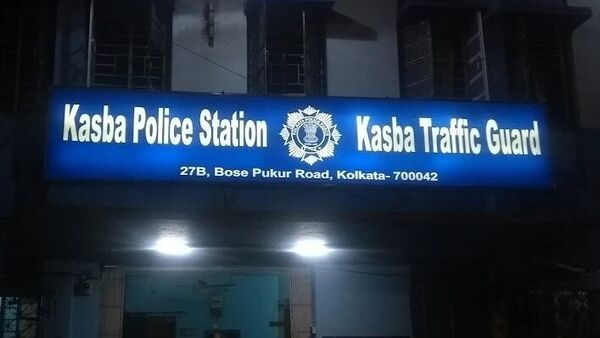 Kasba Police Station Kasba Traffic Guard
27B, Bose Pukur Road, Kolkata- 700042